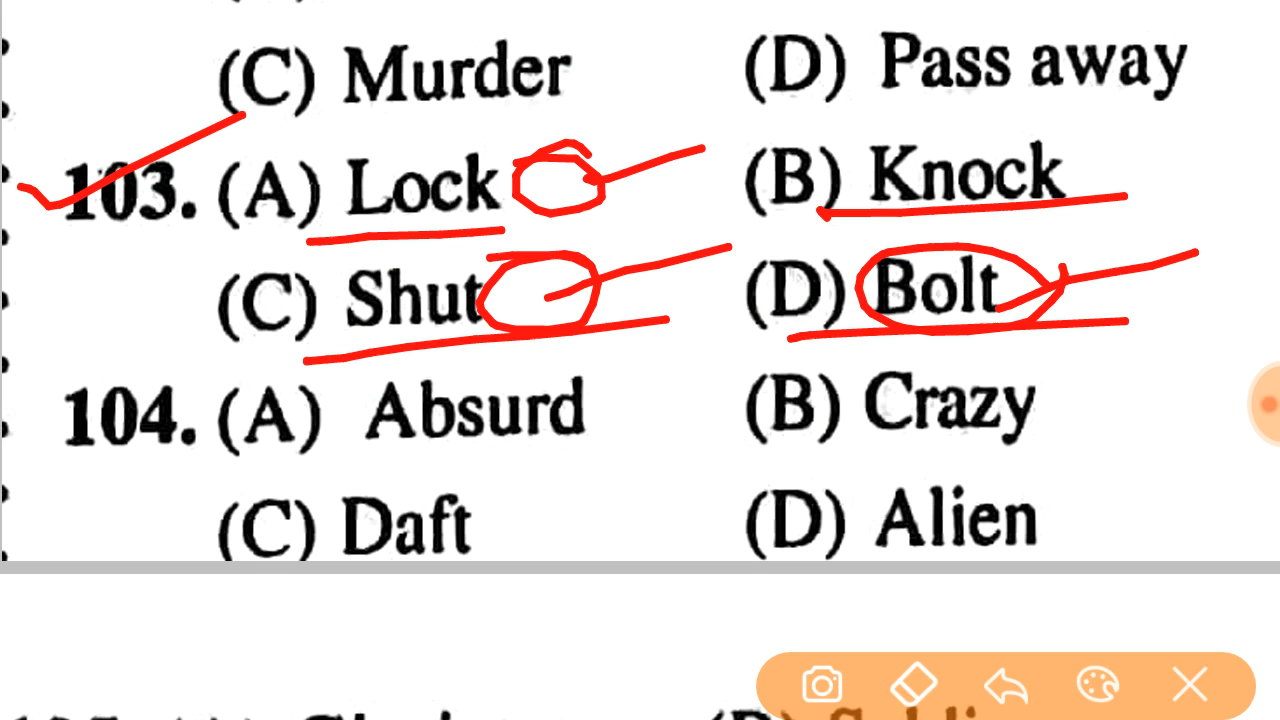 (C) Murder (D) Pass away
103. (A) Lock (B) Knock
(C) Shut (D) Bolt
104. (A) Absurd (B) Crazy
(C) Daft (D) Alien